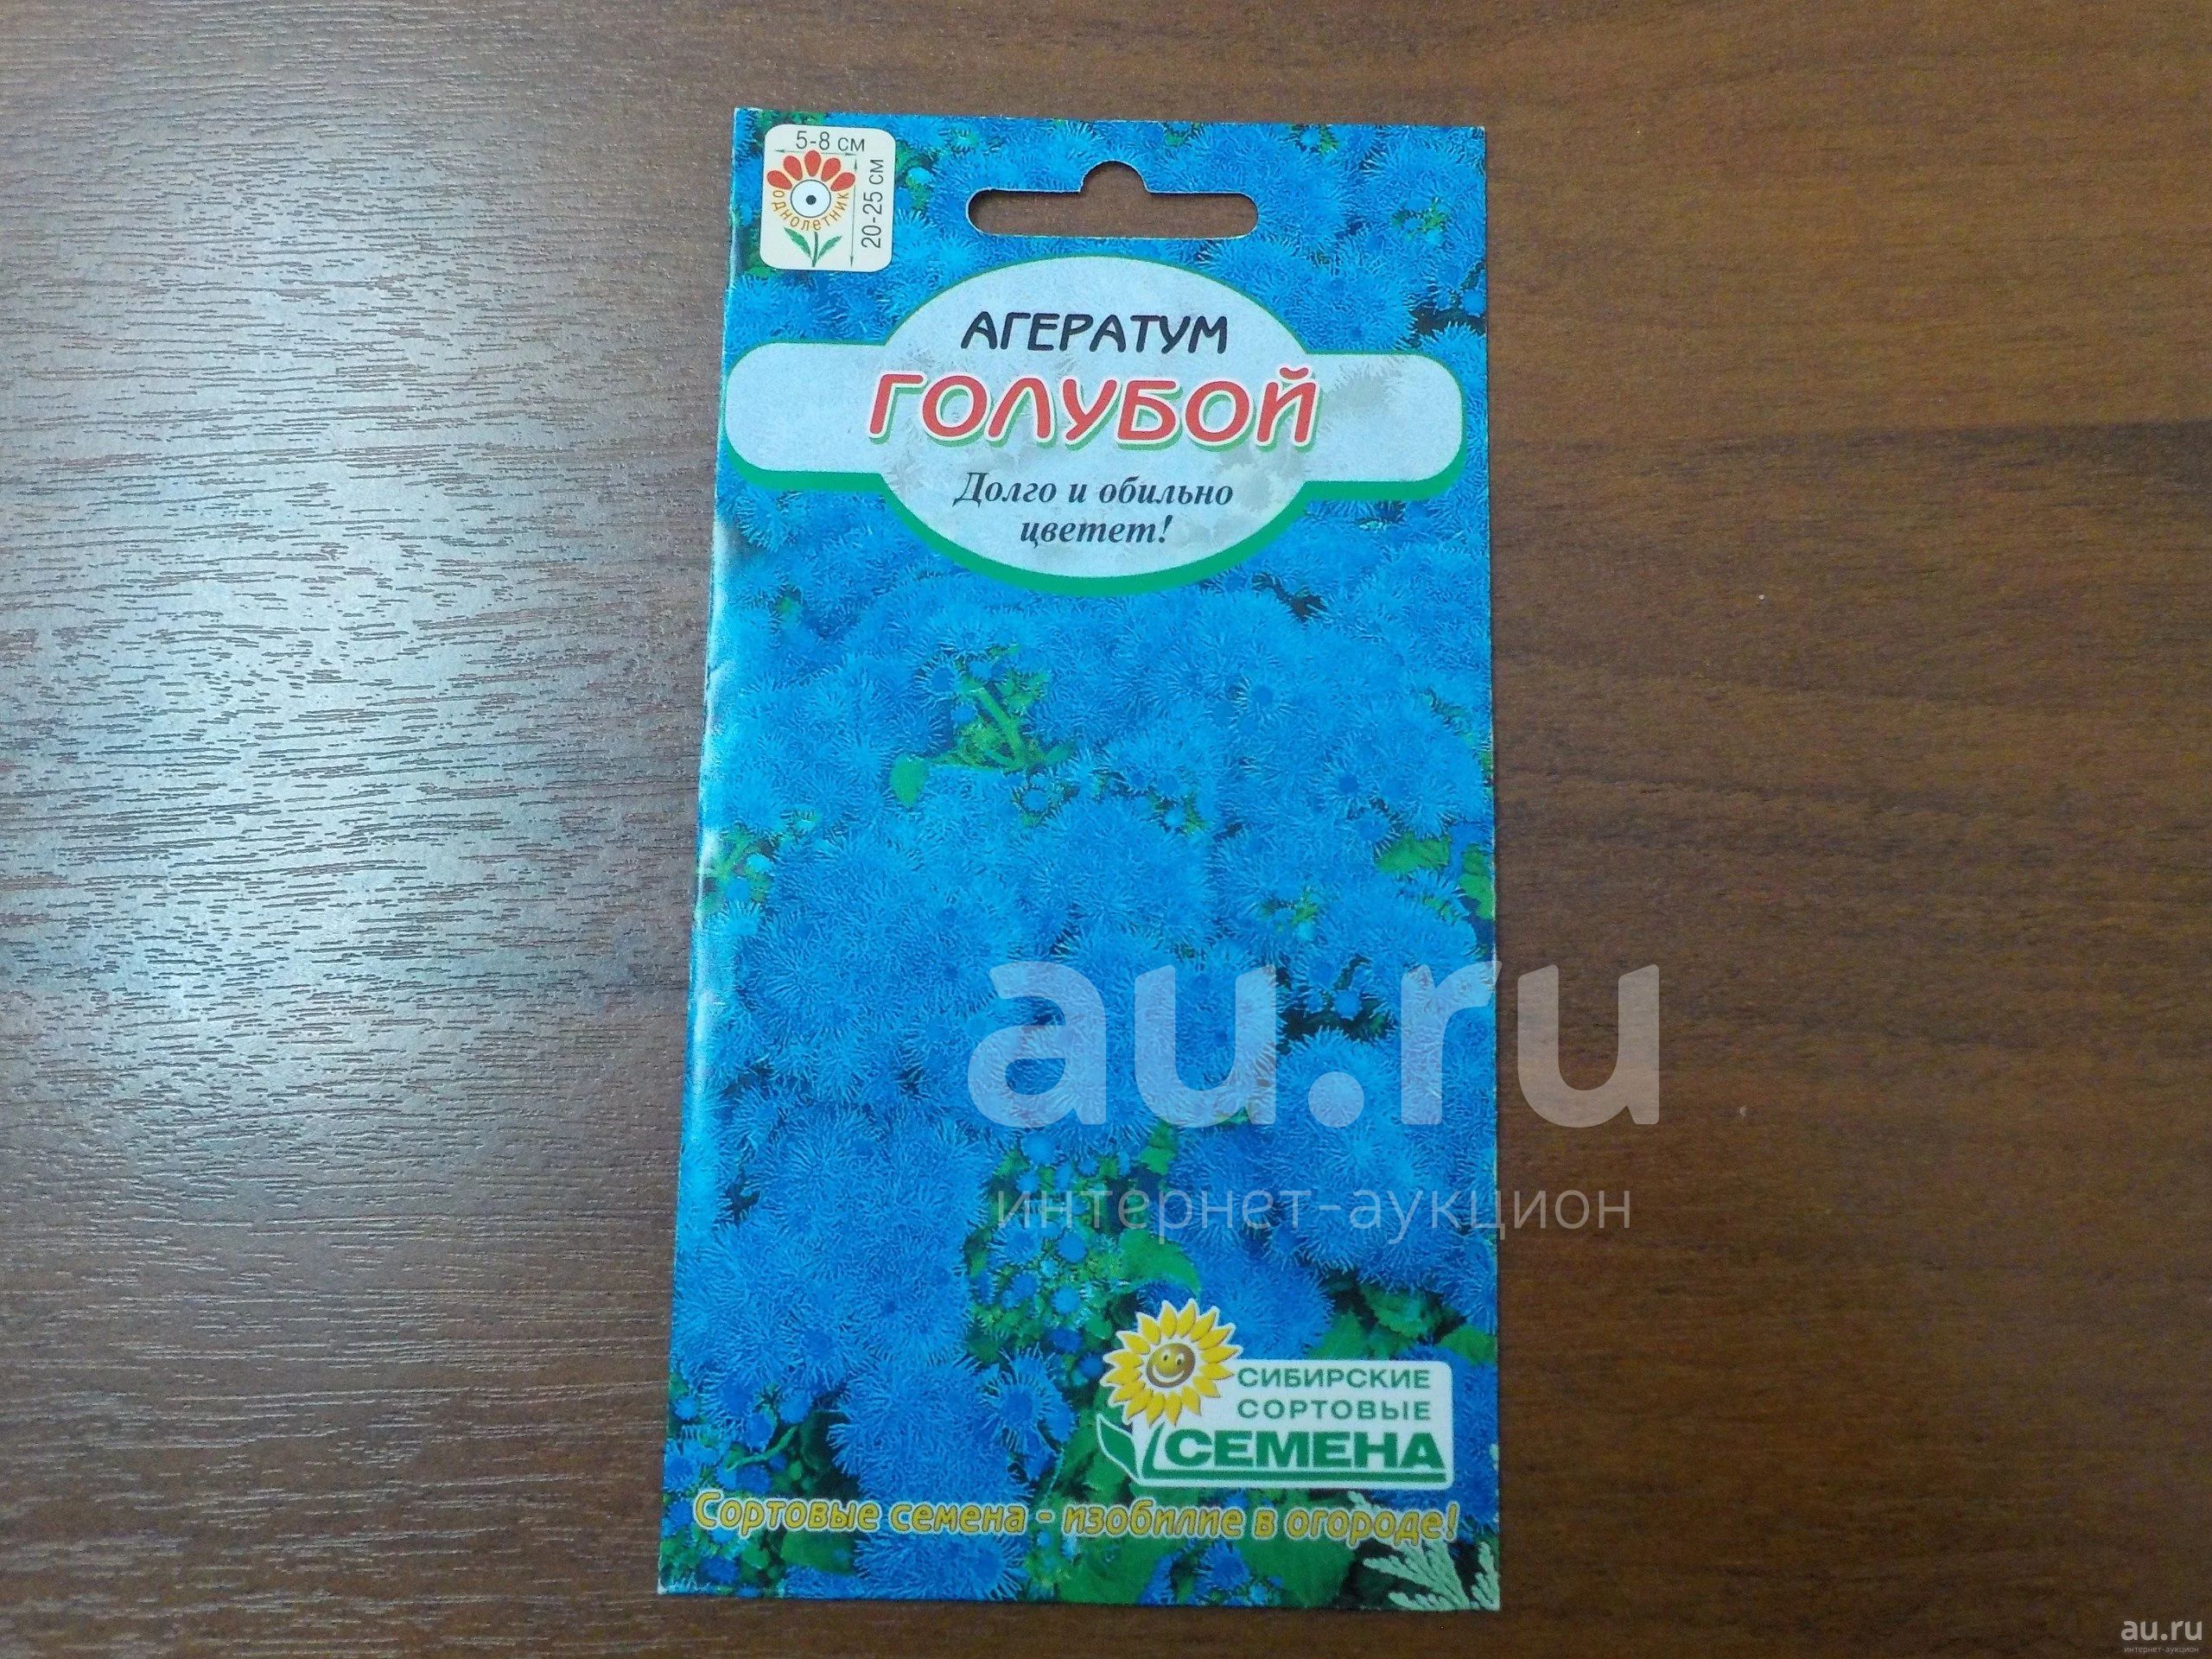 5-8 см
20-25 см
однолетник
АГЕРАТУМ
ГОЛУБОЙ
Долго и обильно
цветет!
au.ru
интернет-аукцион
СИБИРСКИЕ
СОРТОВЫЕ
СЕМЕНА
Сортовые семена - изобилие в огороде!
au.ru
интернет-аукцион